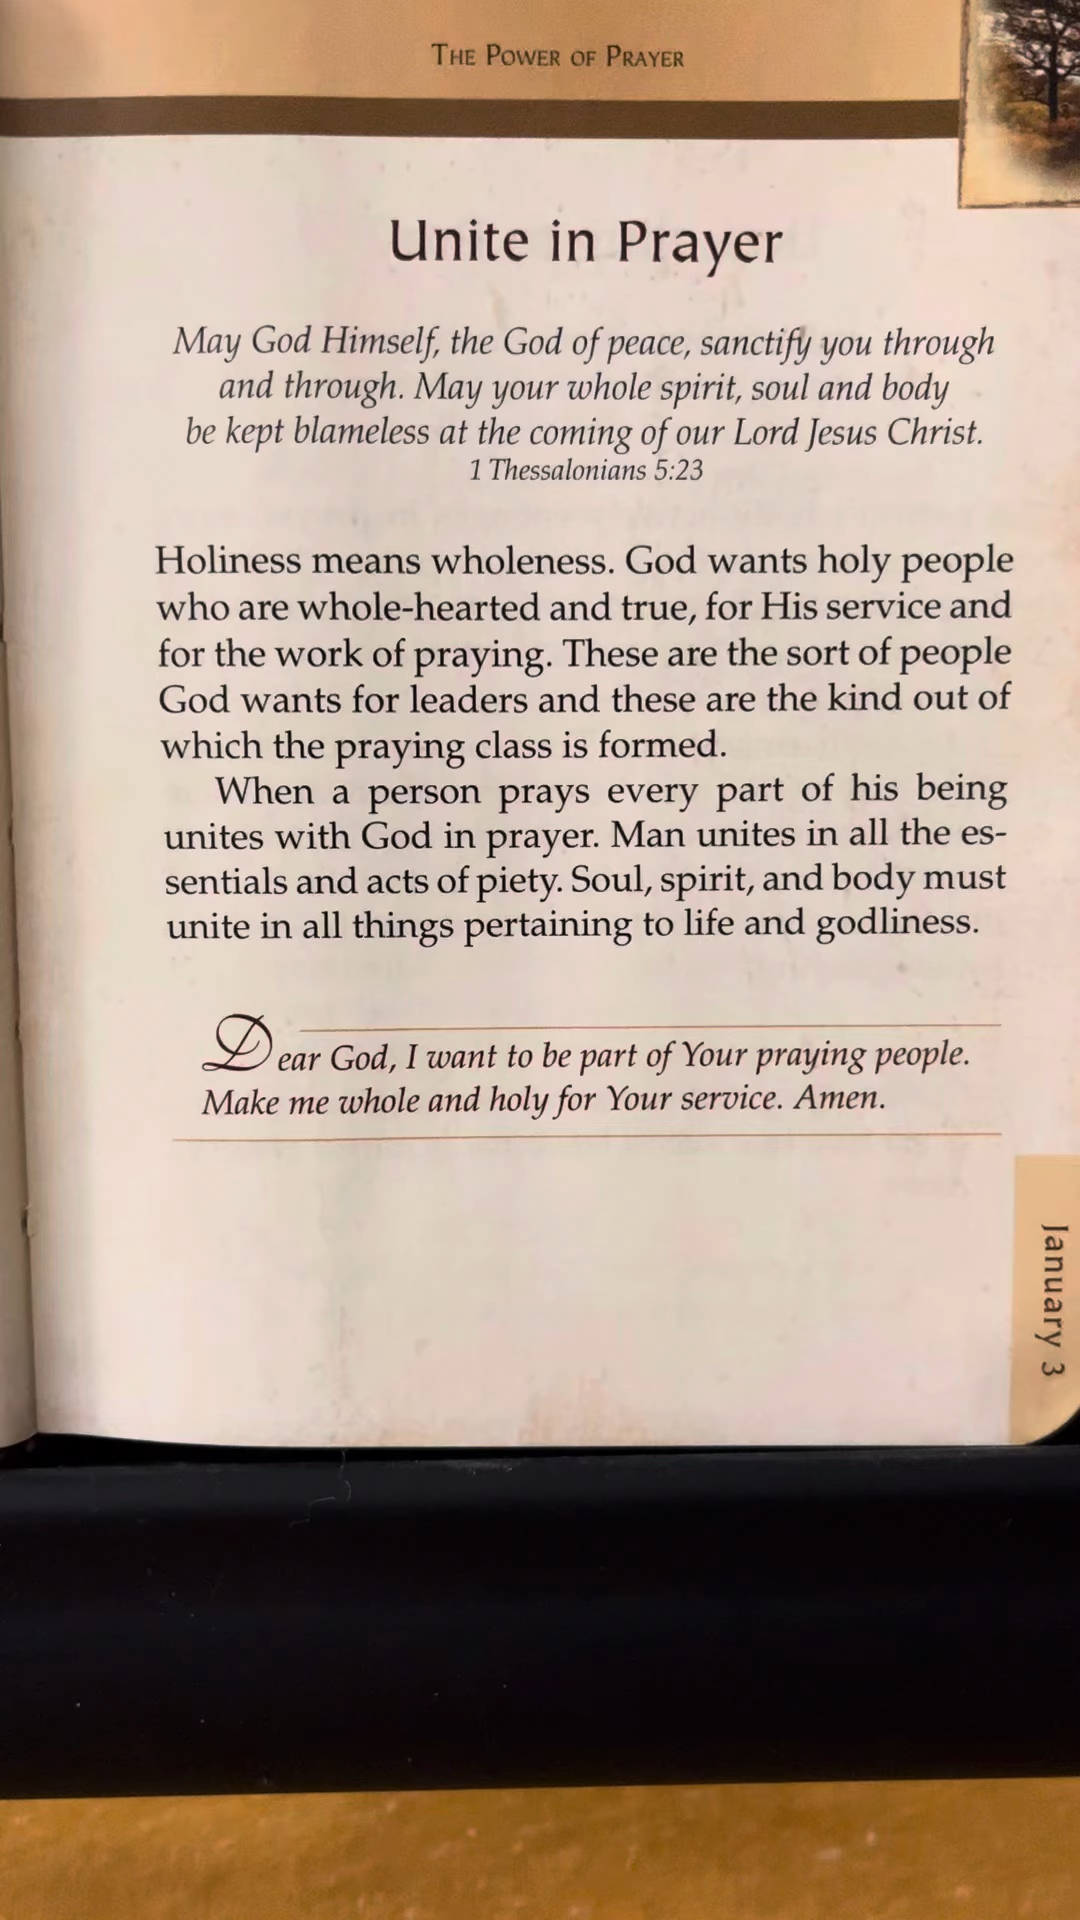 The Power of Prayer
Unite in Prayer
May God Himself, the God of peace, sanctify you through
and through. May your whole spirit, soul and body
be kept blameless at the coming of our Lord Jesus Christ.
1 Thessalonians 5:23
Holiness means wholeness. God wants holy people
who are whole-hearted and true, for His service and
for the work of praying. These are the sort of people
God wants for leaders and these are the kind out of
which the praying class is formed.
When a person prays every part of his being
unites with God in prayer. Man unites in all the es-
sentials and acts of piety. Soul, spirit, and body must
unite in all things pertaining to life and godliness.
Dear God, I want to be part of Your praying people.
Make me whole and holy for Your service. Amen.
January 3